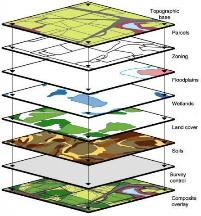 Topographic
base
Parcels
Zoning
Floodplains
Wetlands
Land cover
Soils
Survey
control
Composite
overlay